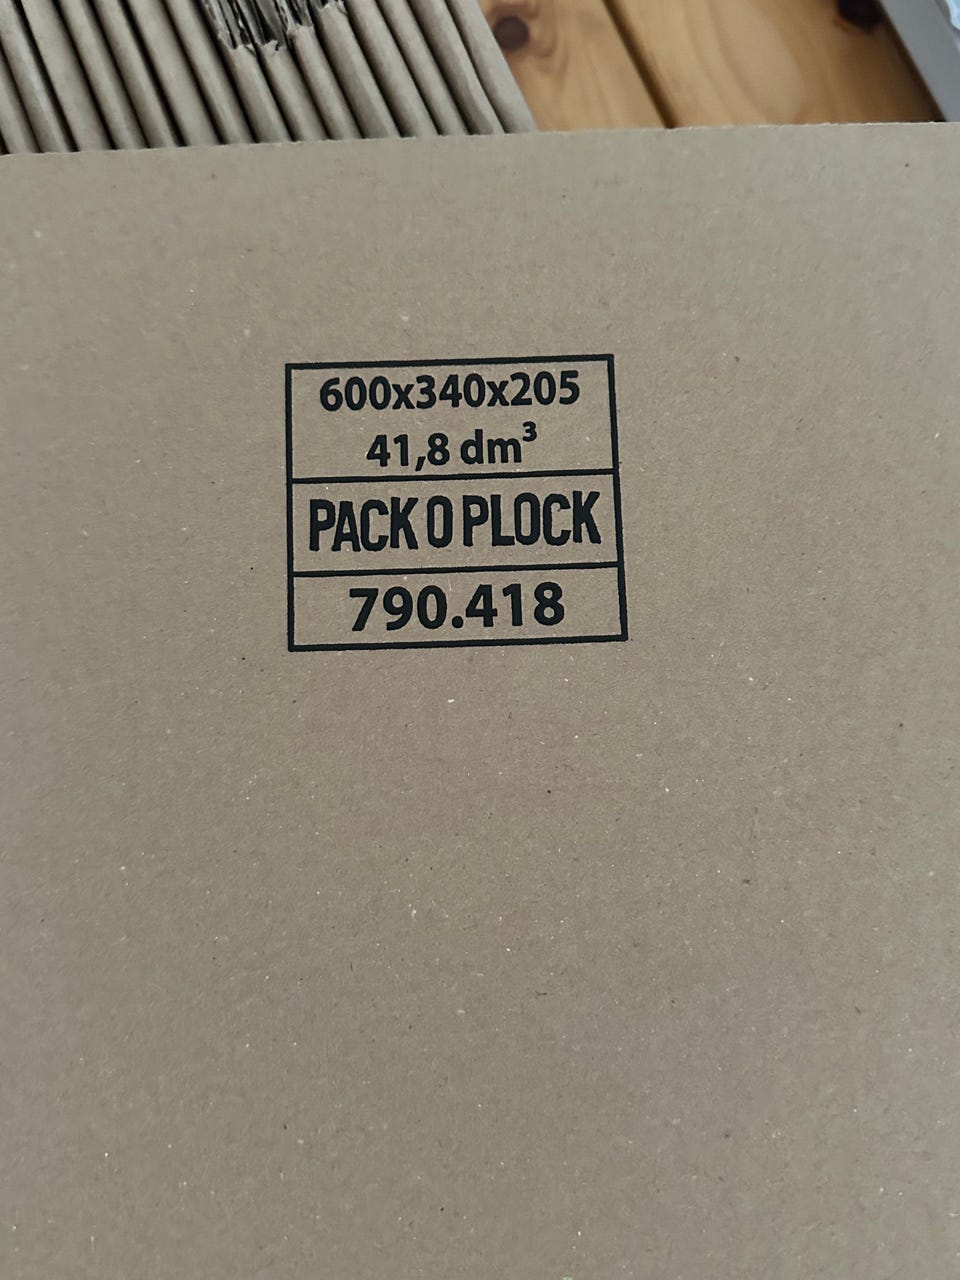 600x340x205
41,8 dm³
PACK O PLOCK
790.418